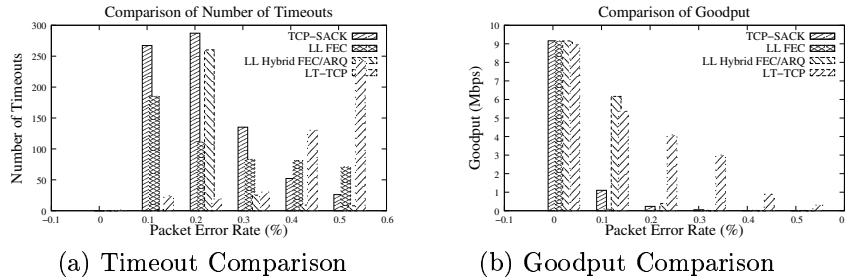 Comparison of Number of Timeouts
TCP-SACK
LL FEC
LL Hybrid FEC/ARQ
LT-TCP
Number of Timeouts
300
250
200
150
100
50
0
-0.1
0
0.1
0.2
0.3
0.4
0.5
0.6
Packet Error Rate (%)
(a) Timeout Comparison
Comparison of Goodput
TCP-SACK
LL FEC
LL Hybrid FEC/ARQ
LT-TCP
Goodput (Mbps)
10
9
8
7
6
5
4
3
2
1
0
-0.1
0
0.1
0.2
0.3
0.4
0.5
0.6
Packet Error Rate (%)
(b) Goodput Comparison